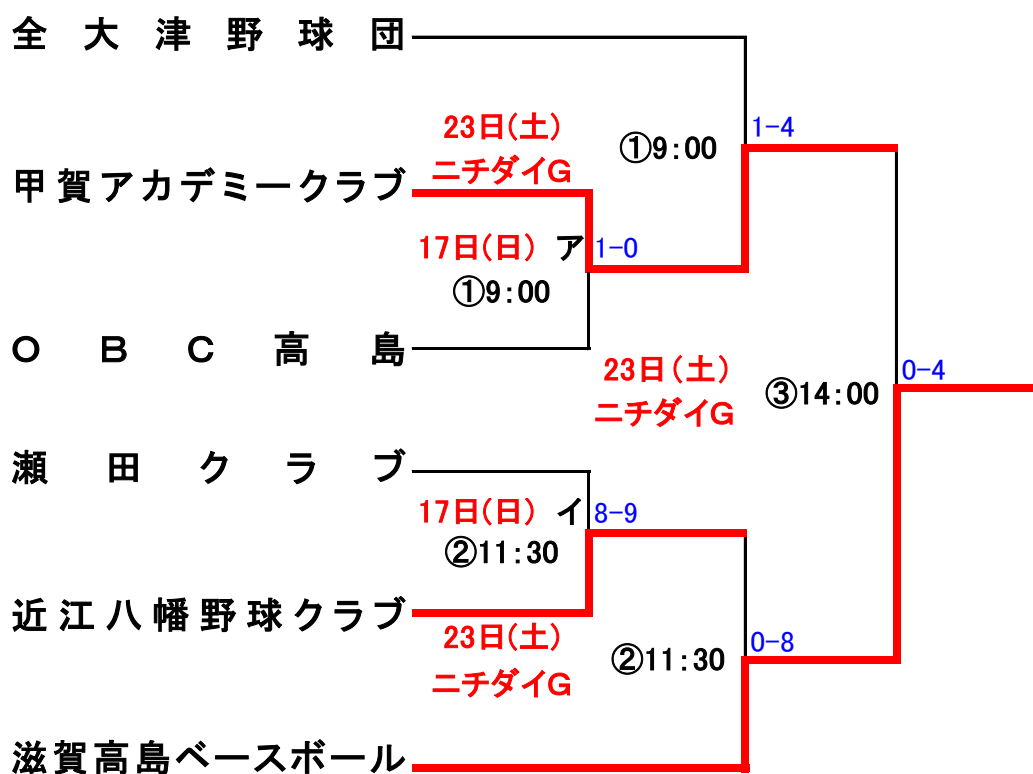 全大津野球団
1-4
23日(土)
①9:00
ニチダイG
甲賀アカデミークラブ
17日(日) ア
1-0
①9:00
OBC高島
23日(土)
0-4
③14:00
ニチダイG
瀬田クラブ
17日(日) イ
8-9
②11:30
近江八幡野球クラブ
23日(土)
0-8
②11:30
ニチダイG
滋賀高島ベースボール